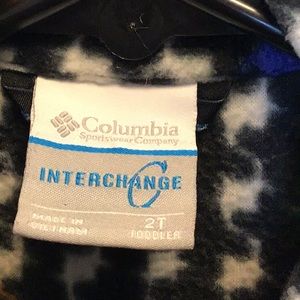 Columbia
Sportswear Company
INTERCHANGE
C
MADE IN
2T
TODDLER